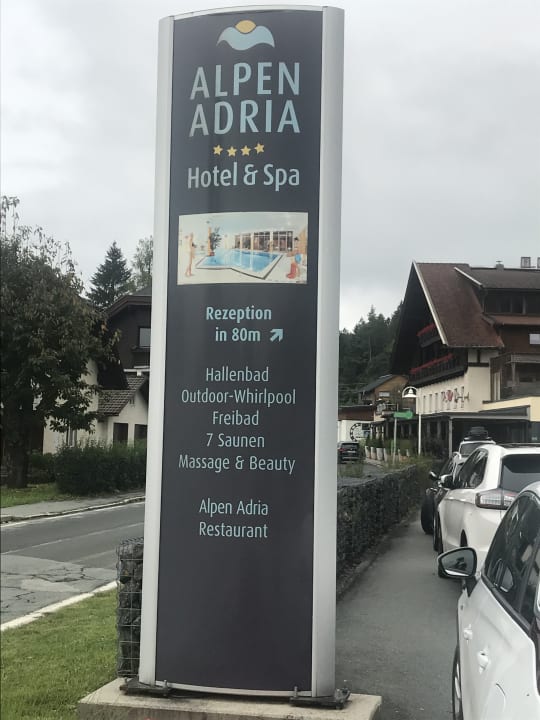 ALPEN
ADRIA
Hotel & Spa
Rezeption
in 80m
Hallenbad
Outdoor-Whirlpool
Freibad
7 Saunen
Massage & Beauty
Alpen Adria
Restaurant